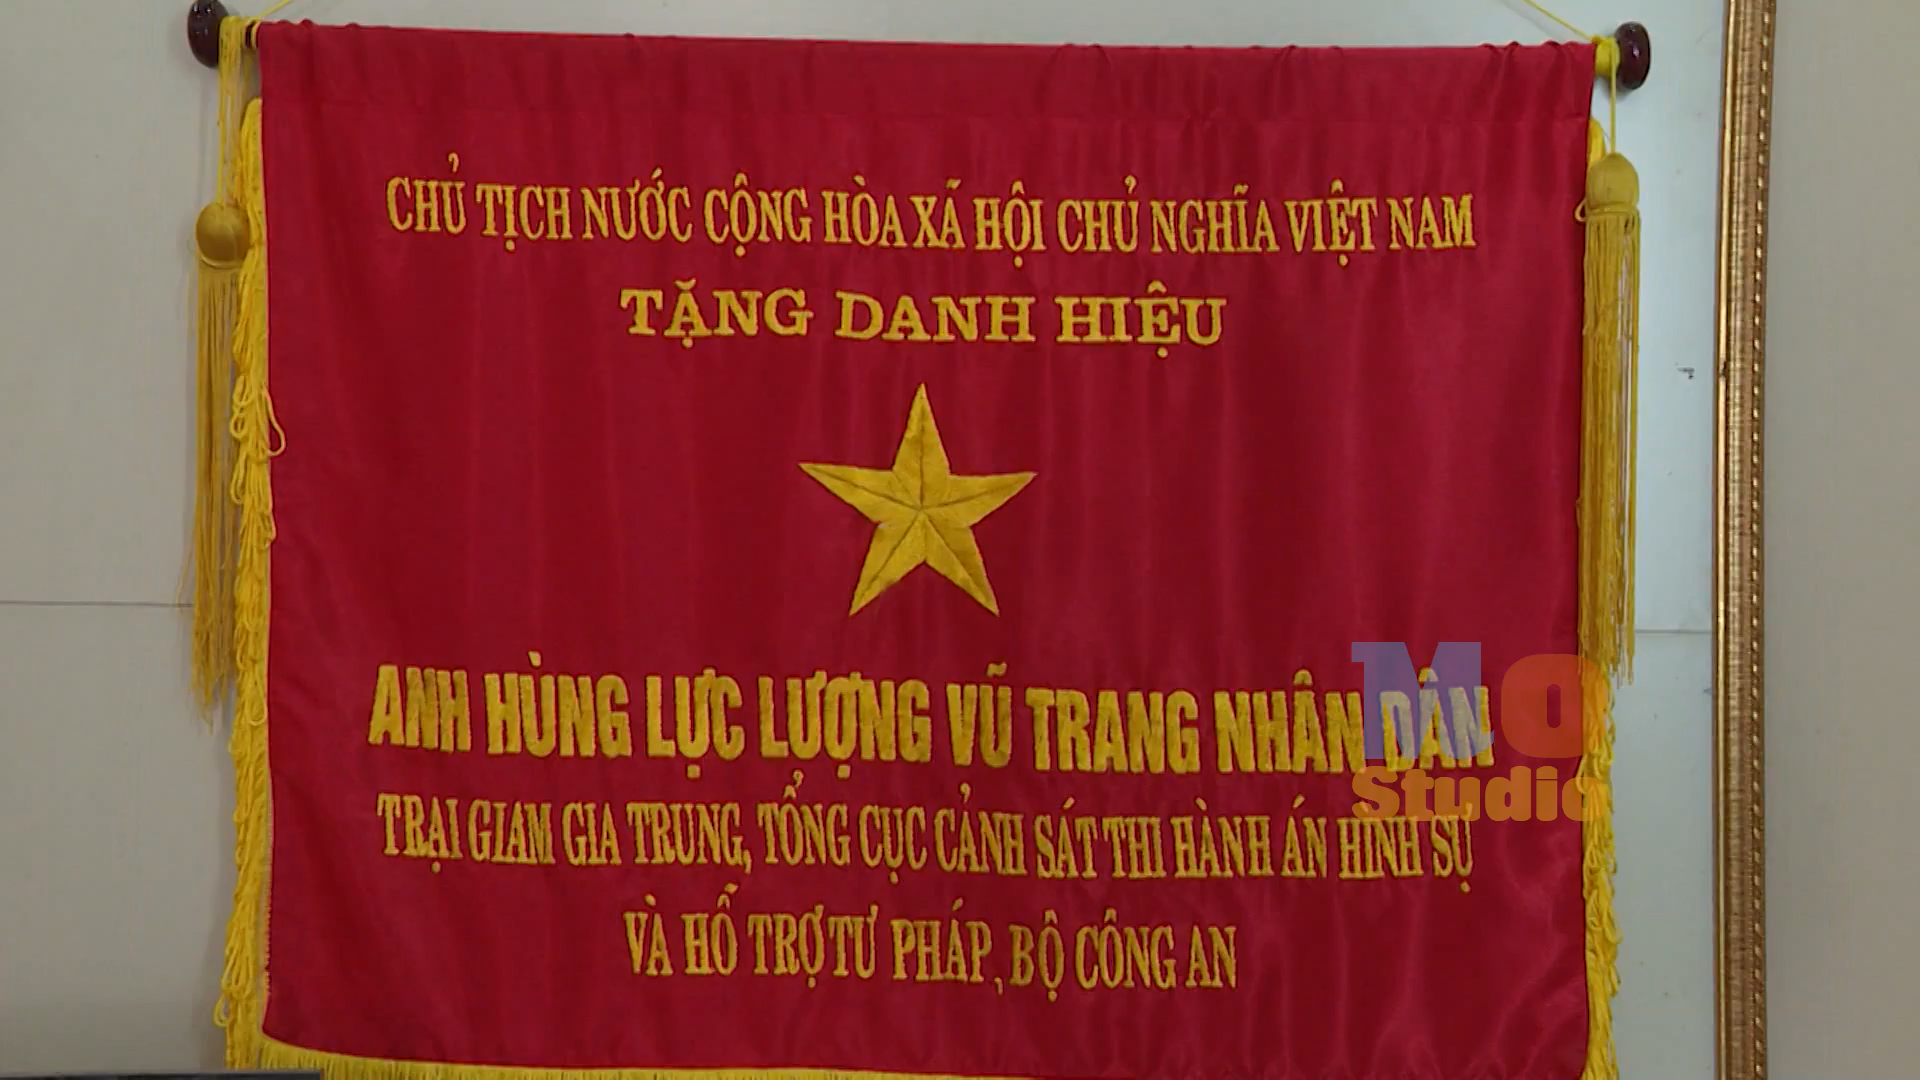 CHỦ TỊCH NƯỚC CỘNG HÒA XÃ HỘI CHỦ NGHĨA VIỆT NAM
TẶNG DANH HIỆU
ANH HÙNG LỰC LƯỢNG VŨ TRANG NHÂN DÂN
TRẠI GIAM GIA TRUNG, TỔNG CỤC CẢNH SÁT THI HÀNH ÁN HÌNH SỰ
VÀ HỖ TRỢ TƯ PHÁP, BỘ CÔNG AN
Mo
Studio